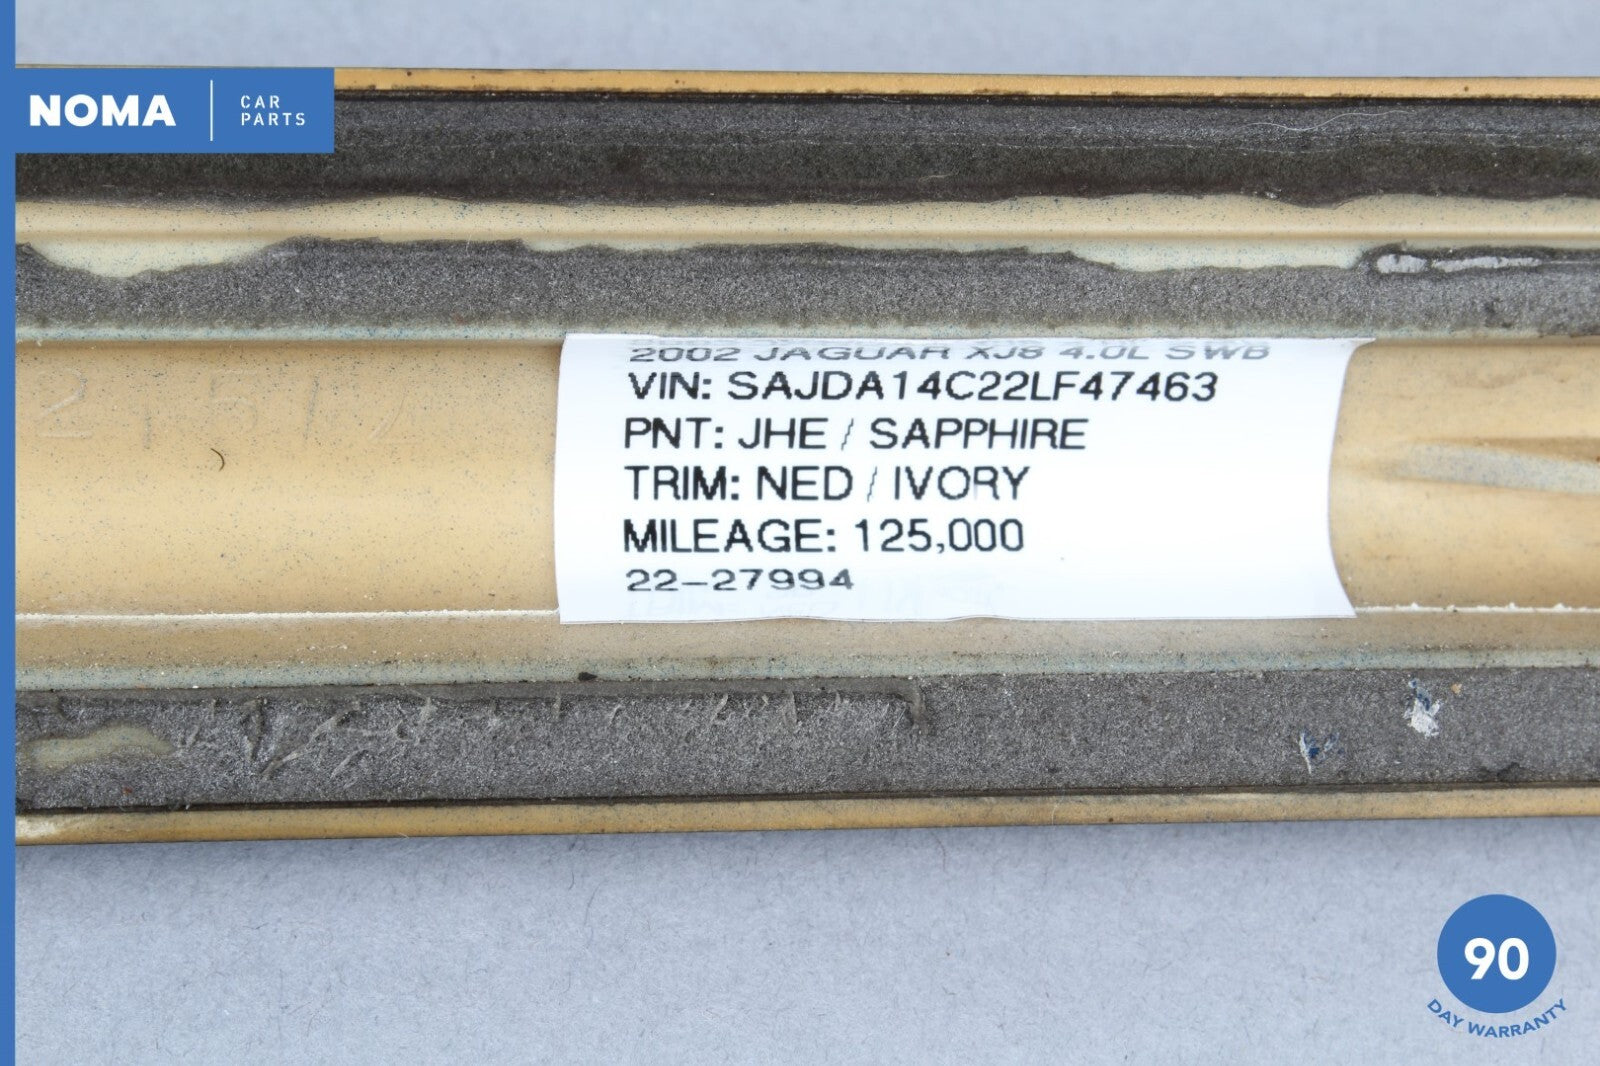 NOMA
CAR
PARTS
2002 JAGUAR XJ8 4.0L SWB
VIN: SAJDA14C22LF47463
PNT: JHE / SAPPHIRE
TRIM: NED / IVORY
MILEAGE: 125,000
22-27994
90
DAY WARRANTY